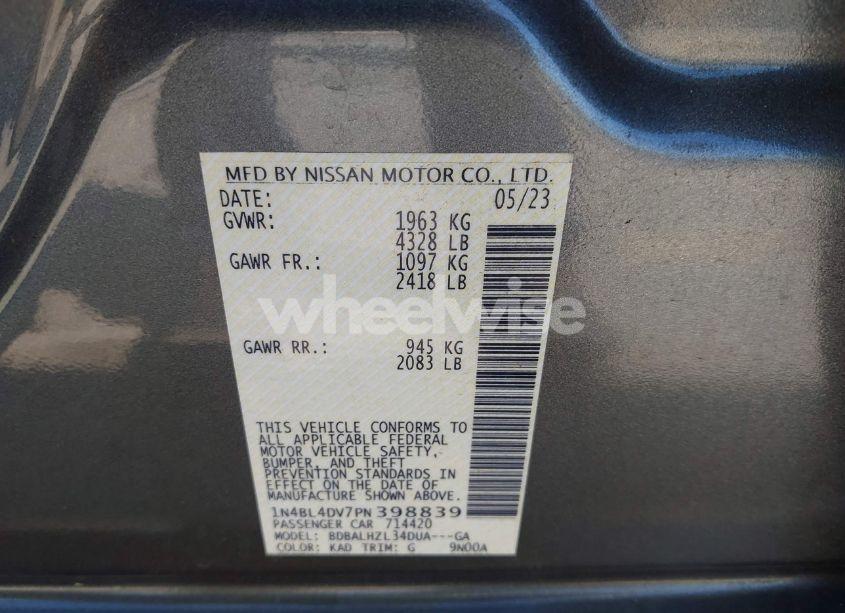 MFD BY NISSAN MOTOR CO., LTD.
DATE: 05/23
GVWR: 1963 KG
4328 LB
GAWR FR.: 1097 KG
2418 LB
wheelwise
GAWR RR.: 945 KG
2083 LB
THIS VEHICLE CONFORMS TO
ALL APPLICABLE FEDERAL
MOTOR VEHICLE SAFETY,
BUMPER, AND THEFT
PREVENTION STANDARDS IN
EFFECT ON THE DATE OF
MANUFACTURE SHOWN ABOVE.
1N4BL4DV7PN398839
PASSENGER CAR 714420
MODEL: BDBALHZL34DUA---GA
COLOR: KAD TRIM: G 9N00A